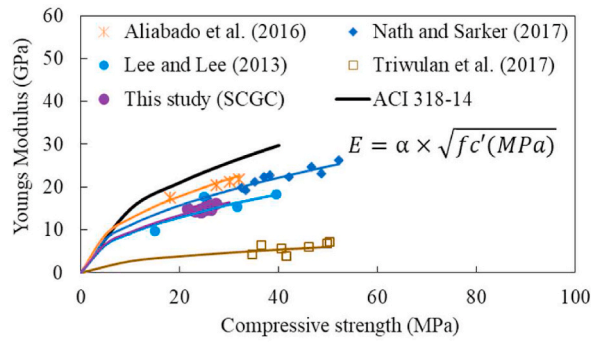 60
50
40
30
20
10
0
Youngs Modulus (GPa)
Aliabado et al. (2016)
Nath and Sarker (2017)
Lee and Lee (2013)
Triwulan et al. (2017)
This study (SCGC)
ACI 318-14
E = α × √fc′(MPa)
0 20 40 60 80 100
Compressive strength (MPa)